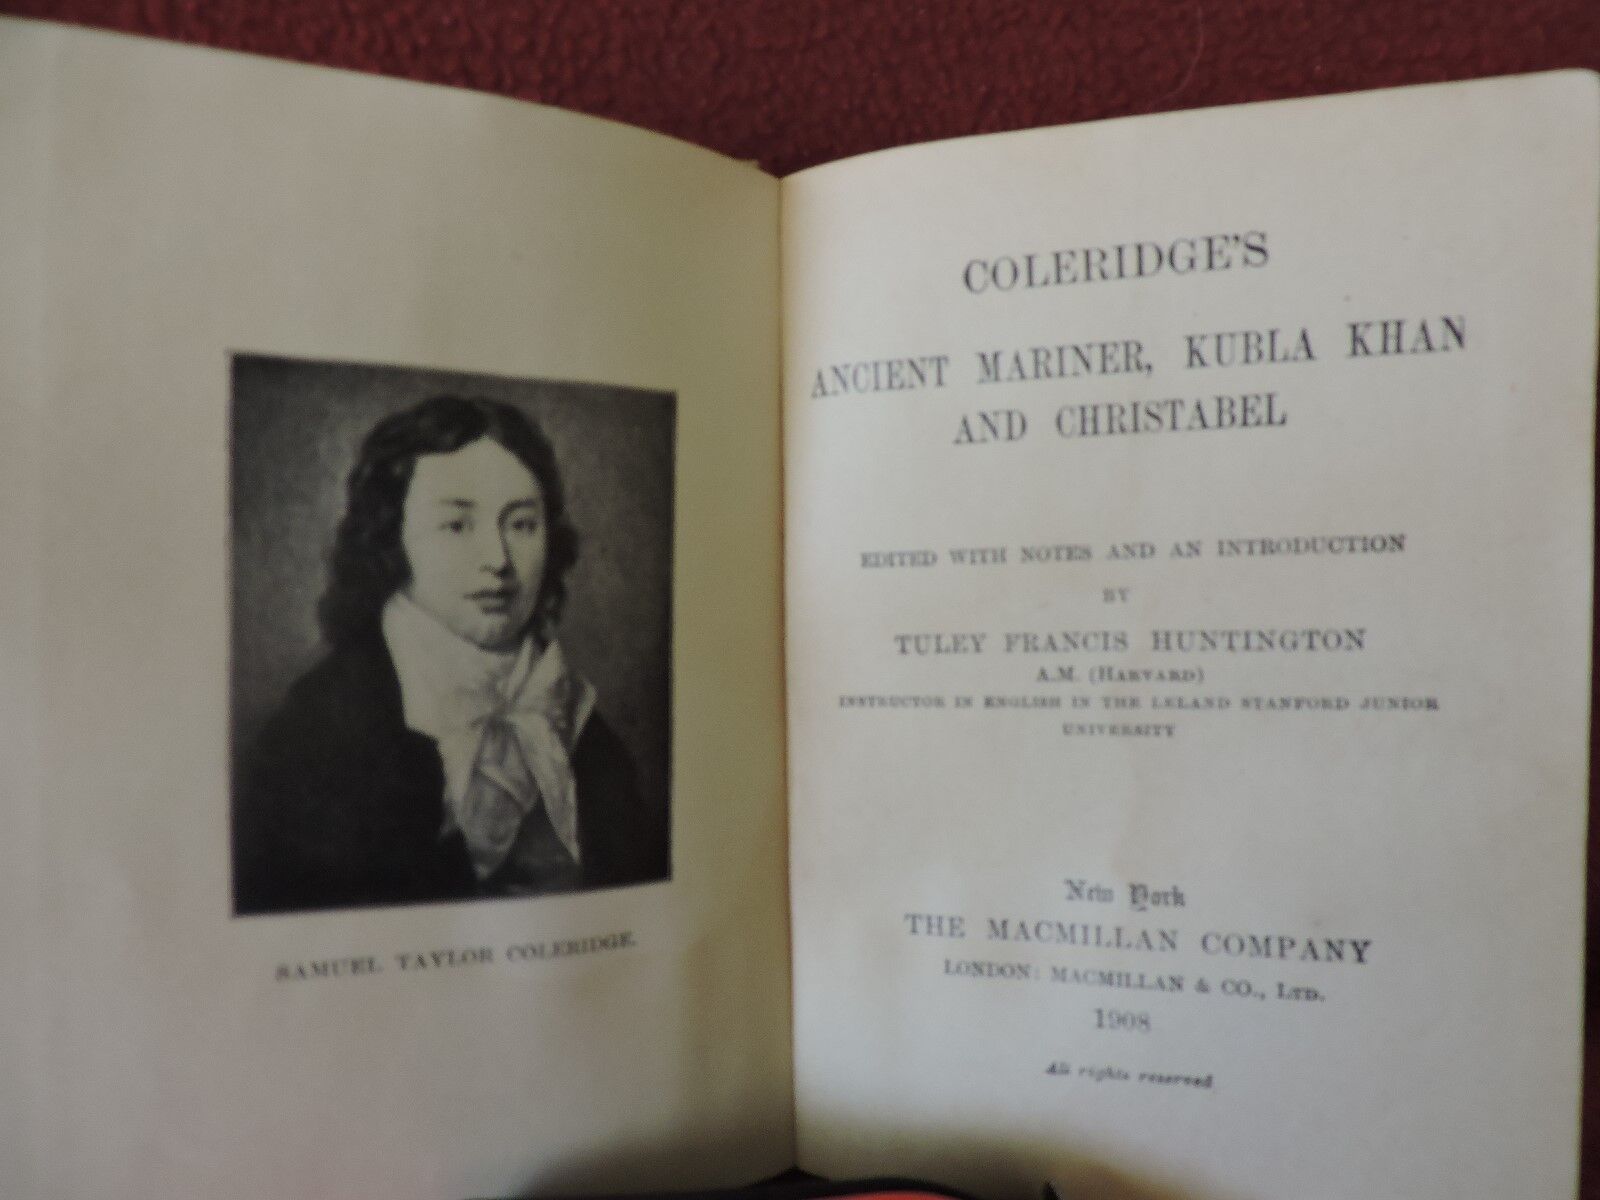 SAMUEL TAYLOR COLERIDGE.
COLERIDGE'S
ANCIENT MARINER, KUBLA KHAN
AND CHRISTABEL
EDITED WITH NOTES AND AN INTRODUCTION
BY
TULEY FRANCIS HUNTINGTON
A.M. (HARVARD)
INSTRUCTOR IN ENGLISH IN THE LELAND STANFORD JUNIOR
UNIVERSITY
New York
THE MACMILLAN COMPANY
LONDON: MACMILLAN & CO., LTD.
1908
All rights reserved